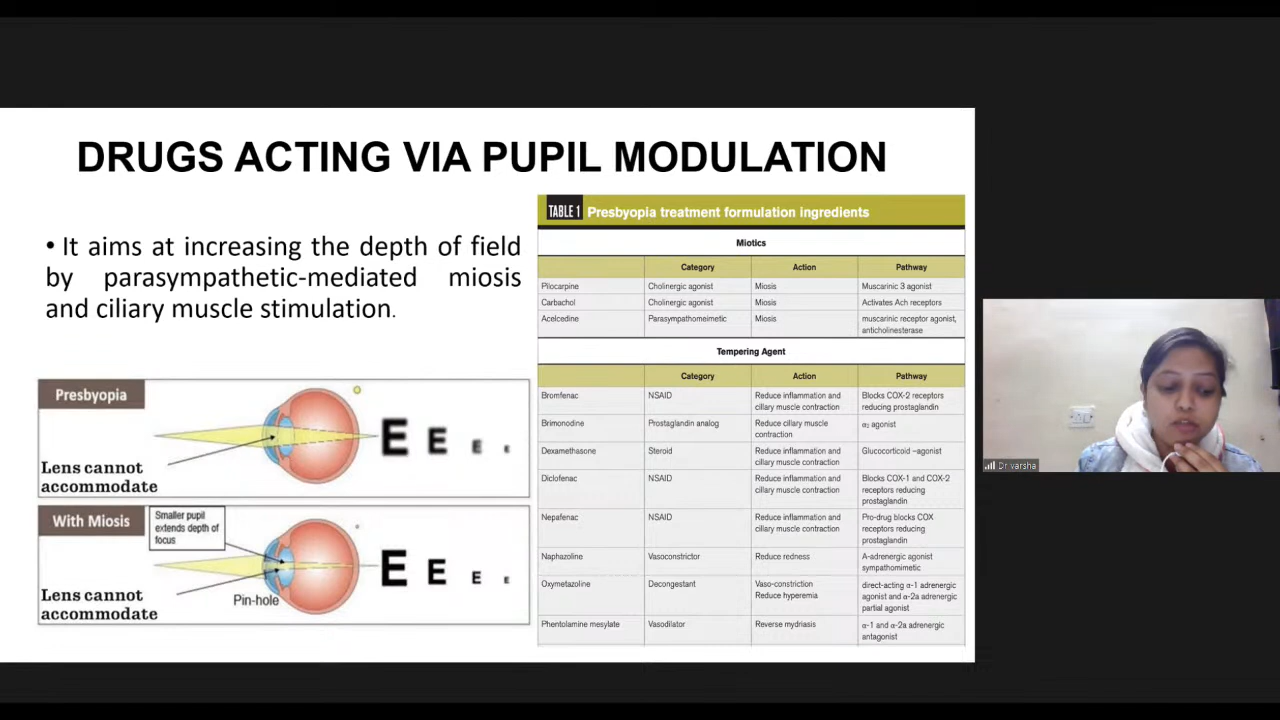 DRUGS ACTING VIA PUPIL MODULATION
• It aims at increasing the depth of field
by parasympathetic-mediated miosis
and ciliary muscle stimulation.
Presbyopia
Lens cannot
accommodate
E E E E
With Miosis
Smaller pupil
extends depth of
focus
Lens cannot
accommodate
Pin-hole
E E E E
TABLE 1 Presbyopia treatment formulation ingredients
Miotics
Category Action Pathway
Pilocarpine Cholinergic agonist Miosis Muscarinic 3 agonist
Carbachol Cholinergic agonist Miosis Activates Ach receptors
Acelcedine Parasympathomeimetic Miosis muscarinic receptor agonist,
anticholinesterase
Tempering Agent
Category Action Pathway
Bromfenac NSAID Reduce inflammation and Blocks COX-2 receptors
ciliary muscle contraction reducing prostaglandin
Brimonidine Prostaglandin analog Reduce ciliary muscle α₂ agonist
contraction
Dexamethasone Steroid Reduce inflammation and Glucocorticoid –agonist
ciliary muscle contraction
Diclofenac NSAID Reduce inflammation and Blocks COX-1 and COX-2
ciliary muscle contraction receptors reducing
prostaglandin
Nepafenac NSAID Reduce inflammation and Pro-drug blocks COX
ciliary muscle contraction receptors reducing
prostaglandin
Naphazoline Vasoconstrictor Reduce redness A-adrenergic agonist
sympathomimetic
Oxymetazoline Decongestant Vaso-constriction direct-acting α-1 adrenergic
Reduce hyperemia agonist and α-2a adrenergic
partial agonist
Phentolamine mesylate Vasodilator Reverse mydriasis α-1 and α-2a adrenergic
antagonist
Dr varsha